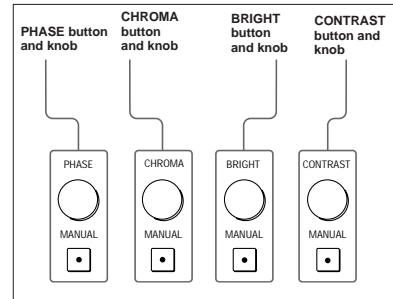 PHASE button
and knob
CHROMA
button
and knob
BRIGHT
button
and knob
CONTRAST
button and
knob
PHASE
CHROMA
BRIGHT
CONTRAST
MANUAL
MANUAL
MANUAL
MANUAL